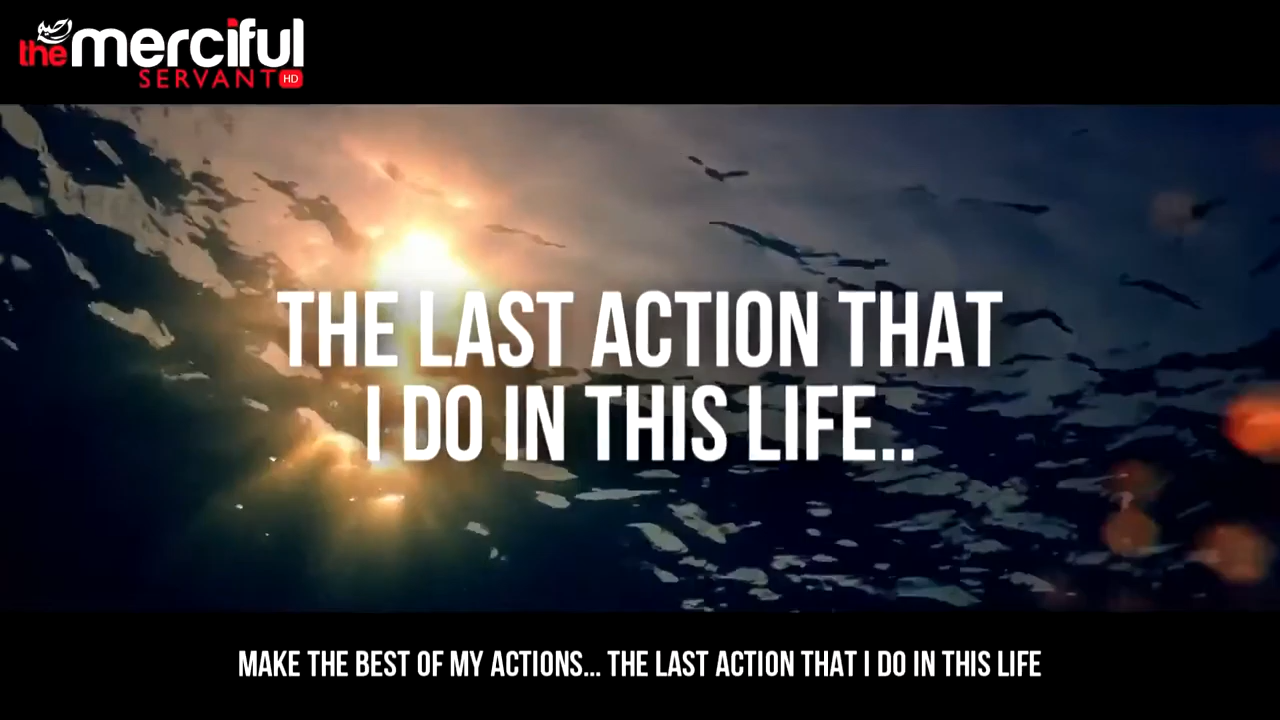 the merciful
SERVANT HD
THE LAST ACTION THAT
I DO IN THIS LIFE..
MAKE THE BEST OF MY ACTIONS... THE LAST ACTION THAT I DO IN THIS LIFE